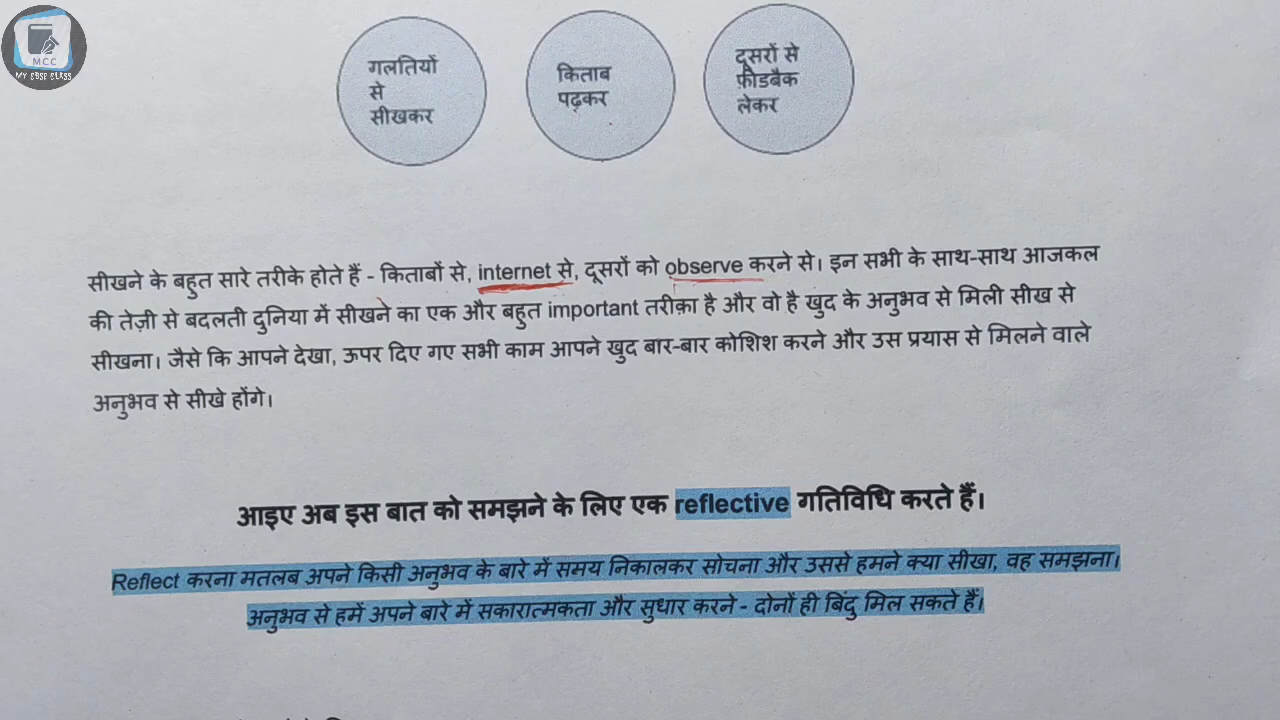 MCC
MY CBSE CLASS
गलतियों
से
सीखकर
किताब
पढ़कर
दूसरों से
फ़ीडबैक
लेकर
सीखने के बहुत सारे तरीके होते हैं - किताबों से, internet से, दूसरों को observe करने से। इन सभी के साथ-साथ आजकल
की तेज़ी से बदलती दुनिया में सीखने का एक और बहुत important तरीक़ा है और वो है खुद के अनुभव से मिली सीख से
सीखना। जैसे कि आपने देखा, ऊपर दिए गए सभी काम आपने खुद बार-बार कोशिश करने और उस प्रयास से मिलने वाले
अनुभव से सीखे होंगे।
आइए अब इस बात को समझने के लिए एक reflective गतिविधि करते हैं।
Reflect करना मतलब अपने किसी अनुभव के बारे में समय निकालकर सोचना और उससे हमने क्या सीखा, वह समझना।
अनुभव से हमें अपने बारे में सकारात्मकता और सुधार करने - दोनों ही बिंदु मिल सकते हैं।